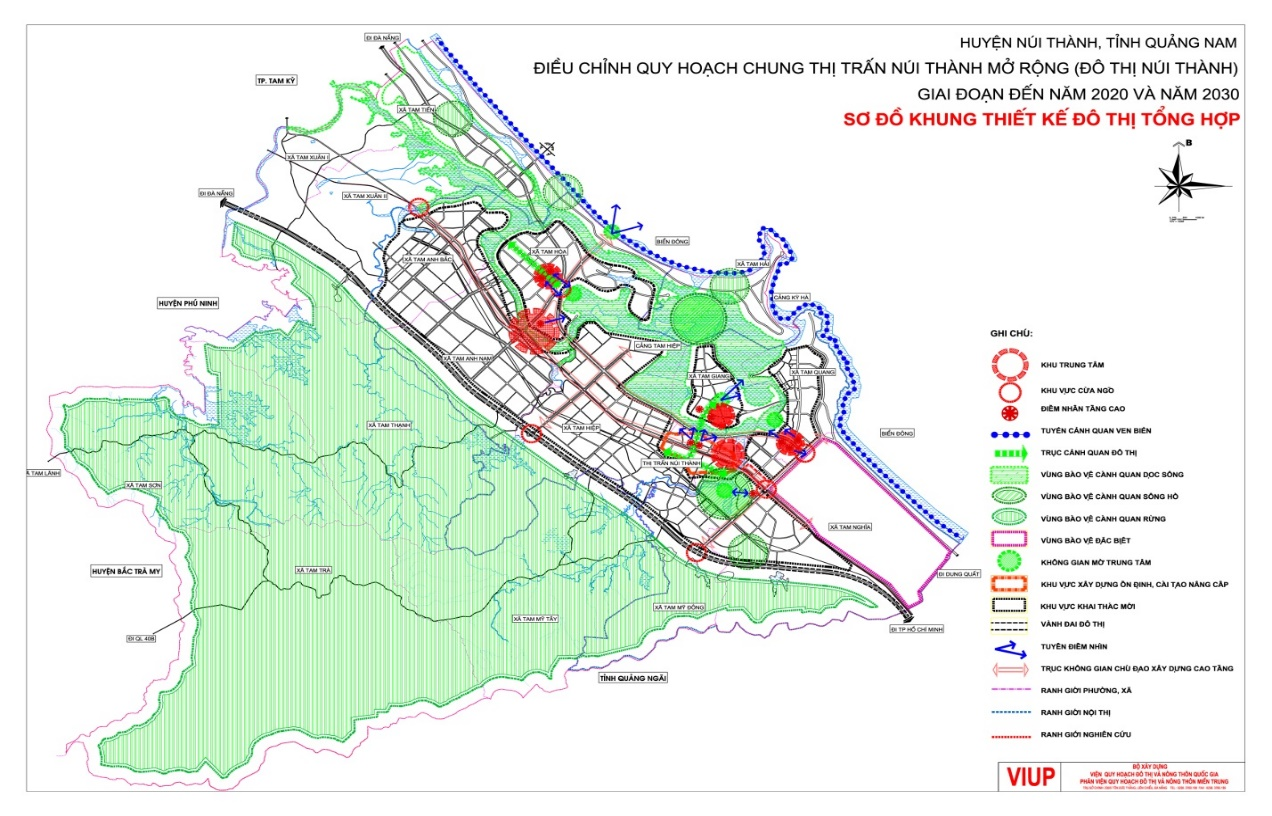 HUYỆN NÚI THÀNH, TỈNH QUẢNG NAM
ĐIỀU CHỈNH QUY HOẠCH CHUNG THỊ TRẤN NÚI THÀNH MỞ RỘNG (ĐÔ THỊ NÚI THÀNH)
GIAI ĐOẠN ĐẾN NĂM 2020 VÀ NĂM 2030
SƠ ĐỒ KHUNG THIẾT KẾ ĐÔ THỊ TỔNG HỢP
B
ĐI ĐÀ NẴNG
TP. TAM KỲ
XÃ TAM TIẾN
XÃ TAM XUÂN I
XÃ TAM XUÂN II
ĐI ĐÀ NẴNG
BIỂN ĐÔNG
XÃ TAM HÒA
XÃ TAM ANH BẮC
XÃ TAM HẢI
CẢNG KỲ HÀ
HUYỆN PHÚ NINH
CẢNG TAM HIỆP
XÃ TAM ANH NAM
XÃ TAM GIANG
XÃ TAM QUANG
XÃ TAM THẠNH
XÃ TAM HIỆP
BIỂN ĐÔNG
THỊ TRẤN NÚI THÀNH
XÃ TAM LÃNH
XÃ TAM SƠN
XÃ TAM NGHĨA
HUYỆN BẮC TRÀ MY
XÃ TAM TRÀ
ĐI DUNG QUẤT
XÃ TAM MỸ ĐÔNG
XÃ TAM MỸ TÂY
ĐI TP HỒ CHÍ MINH
ĐI QL 40B
TỈNH QUẢNG NGÃI
GHI CHÚ:
KHU TRUNG TÂM
KHU VỰC CỬA NGÕ
ĐIỂM NHẤN TẦNG CAO
TUYẾN CẢNH QUAN VEN BIỂN
TRỤC CẢNH QUAN ĐÔ THỊ
VÙNG BẢO VỆ CẢNH QUAN DỌC SÔNG
VÙNG BẢO VỆ CẢNH QUAN SÔNG HỒ
VÙNG BẢO VỆ CẢNH QUAN RỪNG
VÙNG BẢO VỆ ĐẶC BIỆT
KHÔNG GIAN MỞ TRUNG TÂM
KHU VỰC XÂY DỰNG ỔN ĐỊNH, CẢI TẠO NÂNG CẤP
KHU VỰC KHAI THÁC MỚI
VÀNH ĐAI ĐÔ THỊ
TUYẾN ĐIỂM NHÌN
TRỤC KHÔNG GIAN CHỦ ĐẠO XÂY DỰNG CAO TẦNG
RANH GIỚI PHƯỜNG, XÃ
RANH GIỚI NỘI THỊ
RANH GIỚI NGHIÊN CỨU
VIUP
BỘ XÂY DỰNG
VIỆN QUY HOẠCH ĐÔ THỊ VÀ NÔNG THÔN QUỐC GIA
PHÂN VIỆN QUY HOẠCH ĐÔ THỊ VÀ NÔNG THÔN MIỀN TRUNG